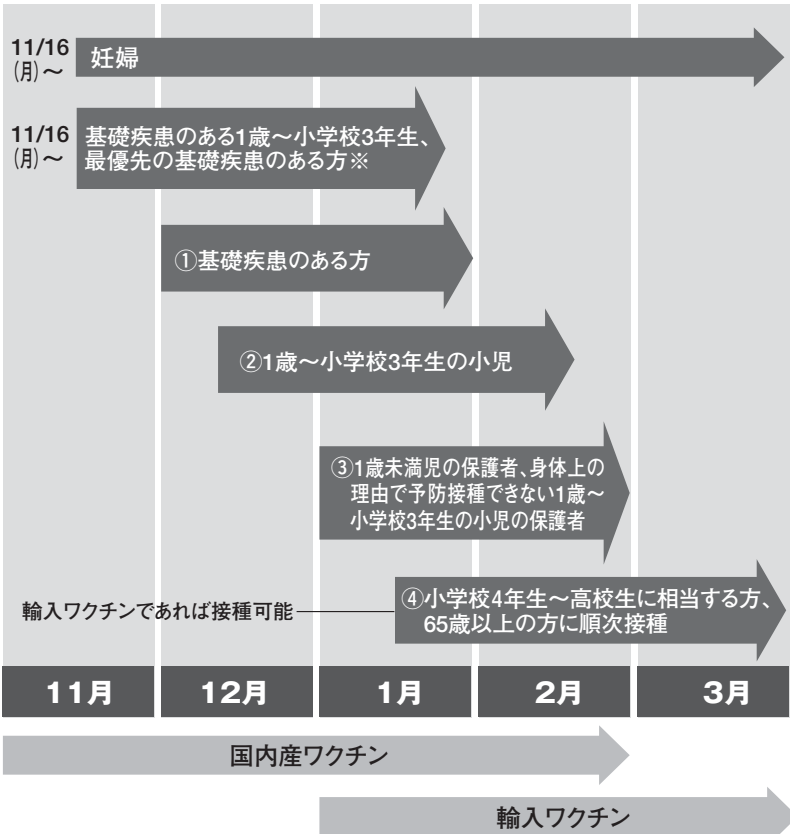 11/16
(月)～
妊婦
11/16
(月)～
基礎疾患のある1歳～小学校3年生、
最優先の基礎疾患のある方※
①基礎疾患のある方
②1歳～小学校3年生の小児
③1歳未満児の保護者、身体上の
理由で予防接種できない1歳～
小学校3年生の小児の保護者
輸入ワクチンであれば接種可能
④小学校4年生～高校生に相当する方、
65歳以上の方に順次接種
11月 12月 1月 2月 3月
国内産ワクチン
輸入ワクチン